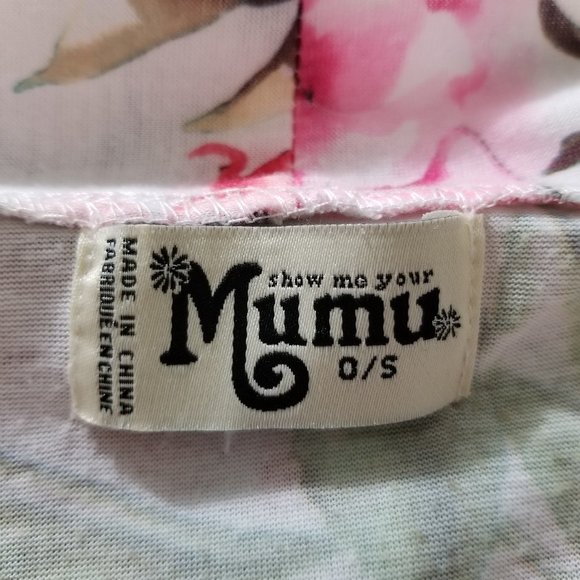 show me your
Mumu
O/S
MADE IN CHINA
FABRIQUÉ EN CHINE